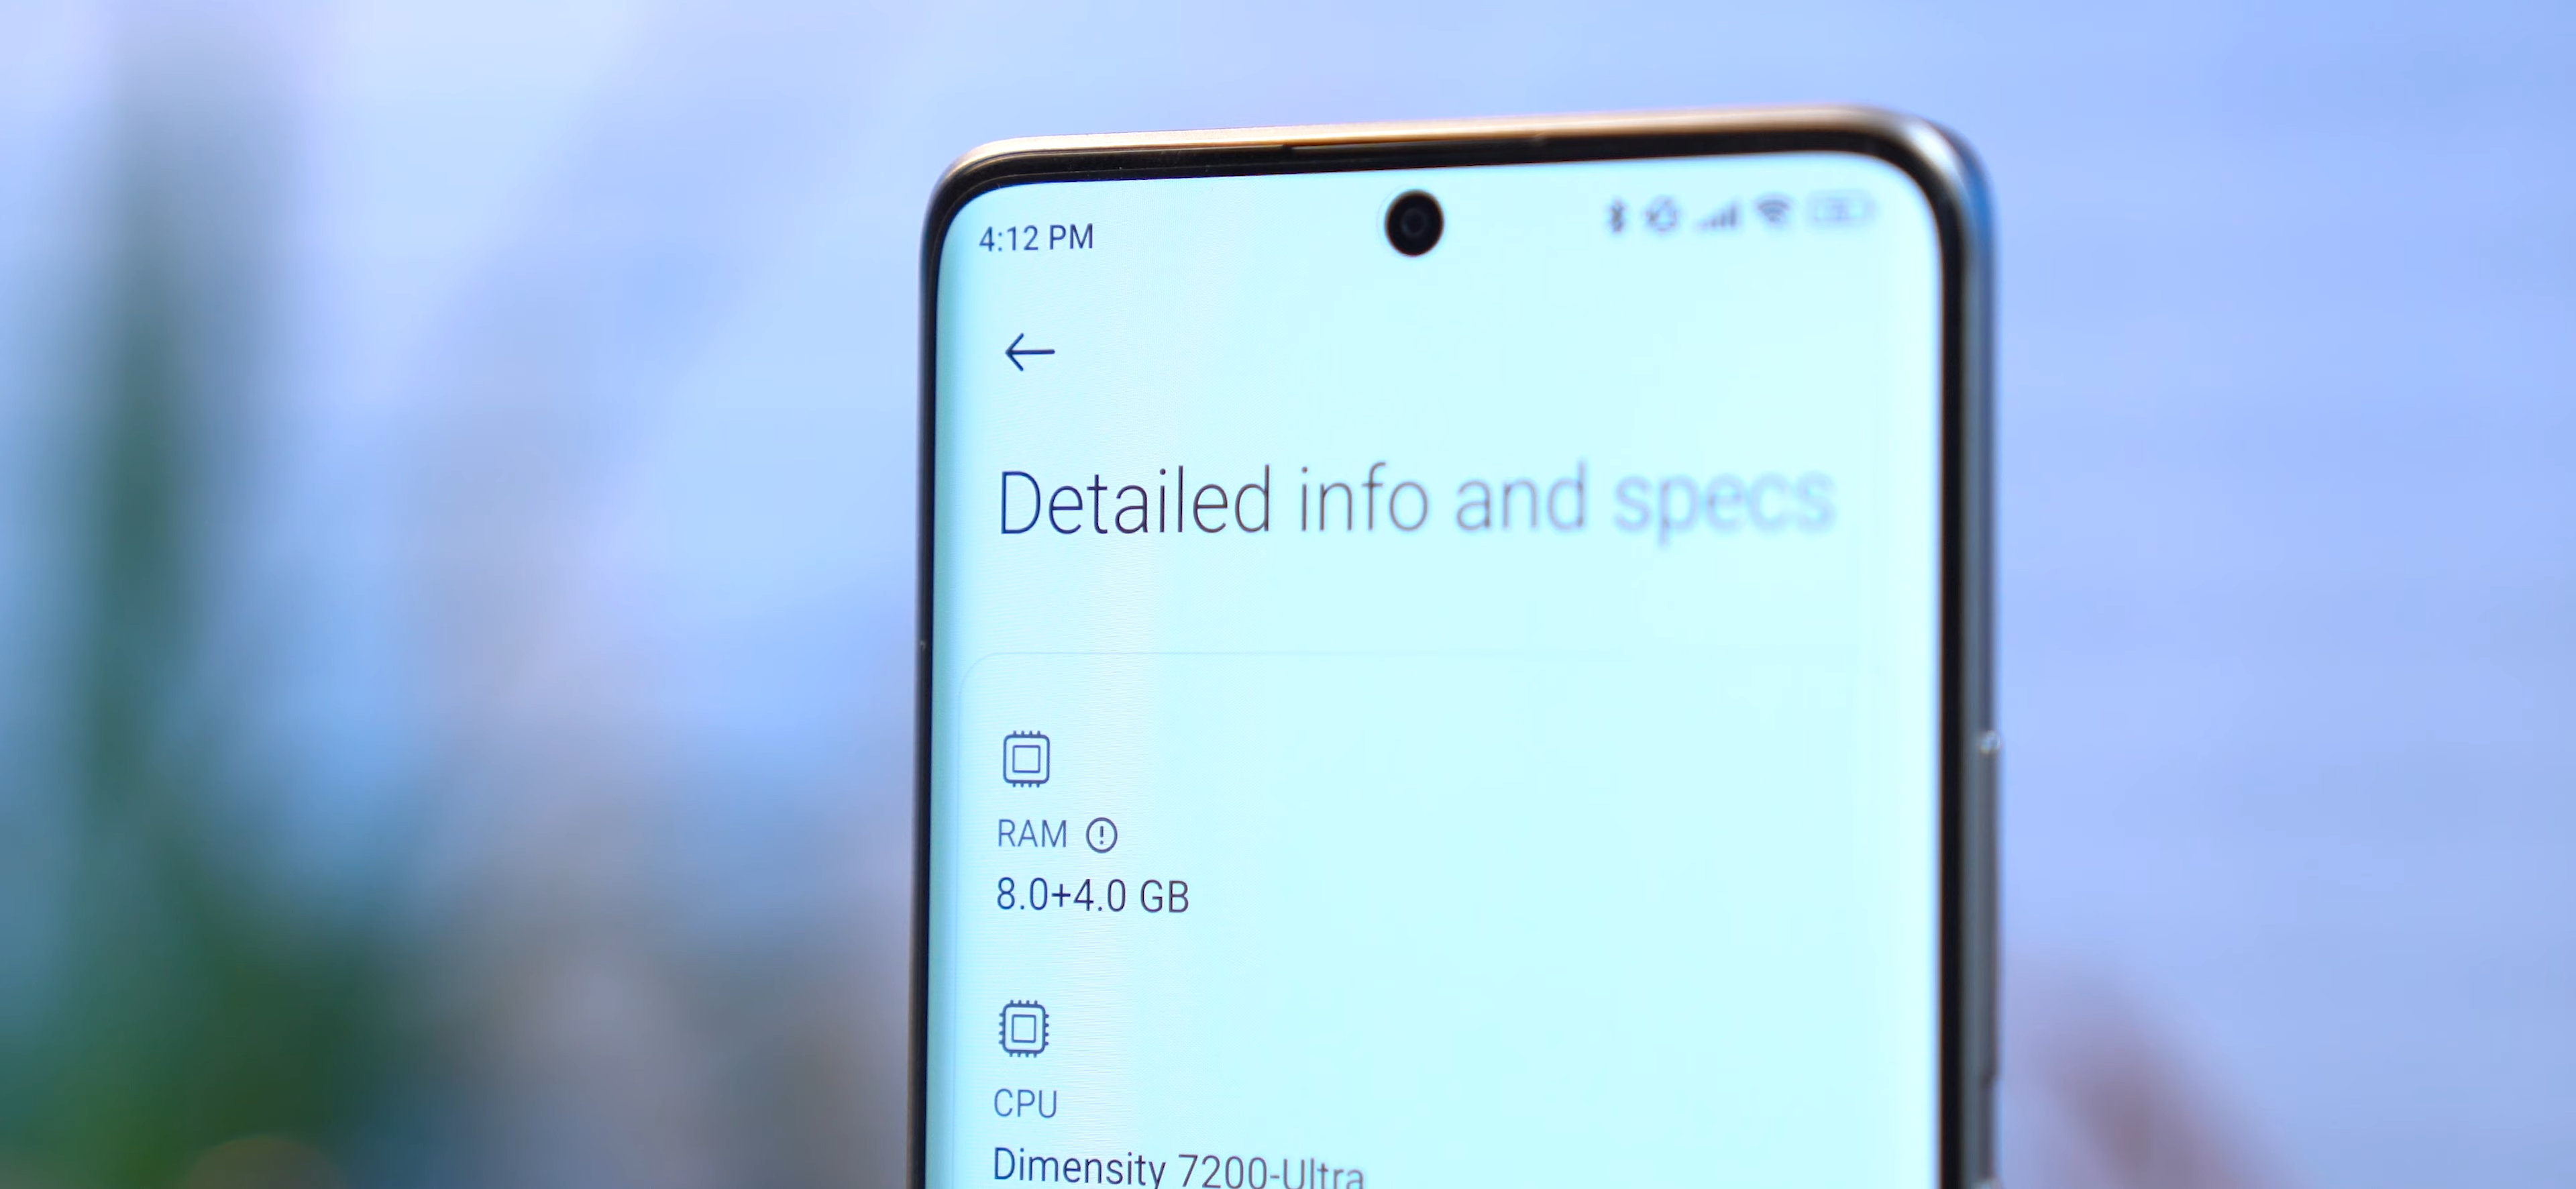 4:12 PM
Detailed info and specs
RAM
8.0+4.0 GB
CPU
Dimensity 7200-Ultra